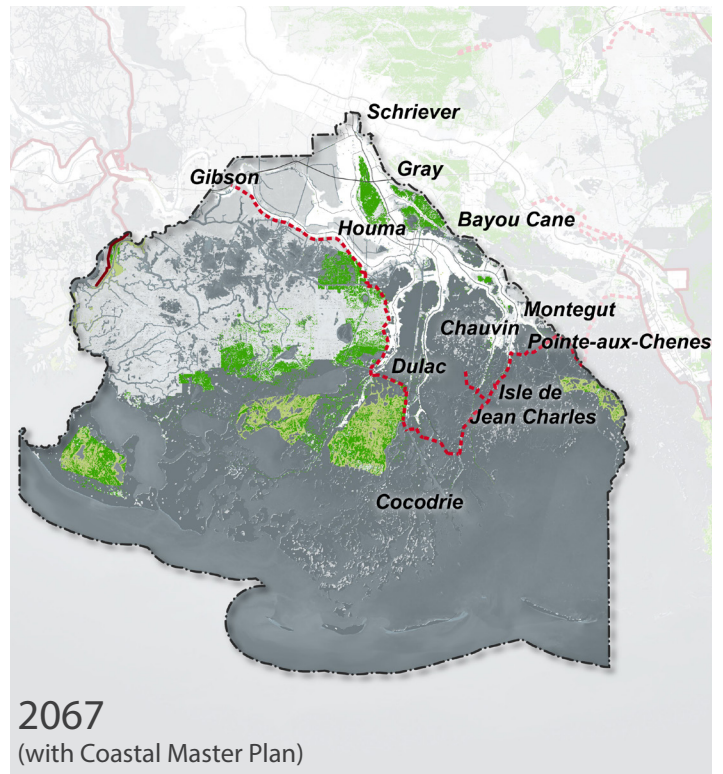 Schriever
Gray
Gibson
Bayou Cane
Houma
Montegut
Chauvin
Pointe-aux-Chenes
Dulac
Isle de
Jean Charles
Cocodrie
2067
(with Coastal Master Plan)